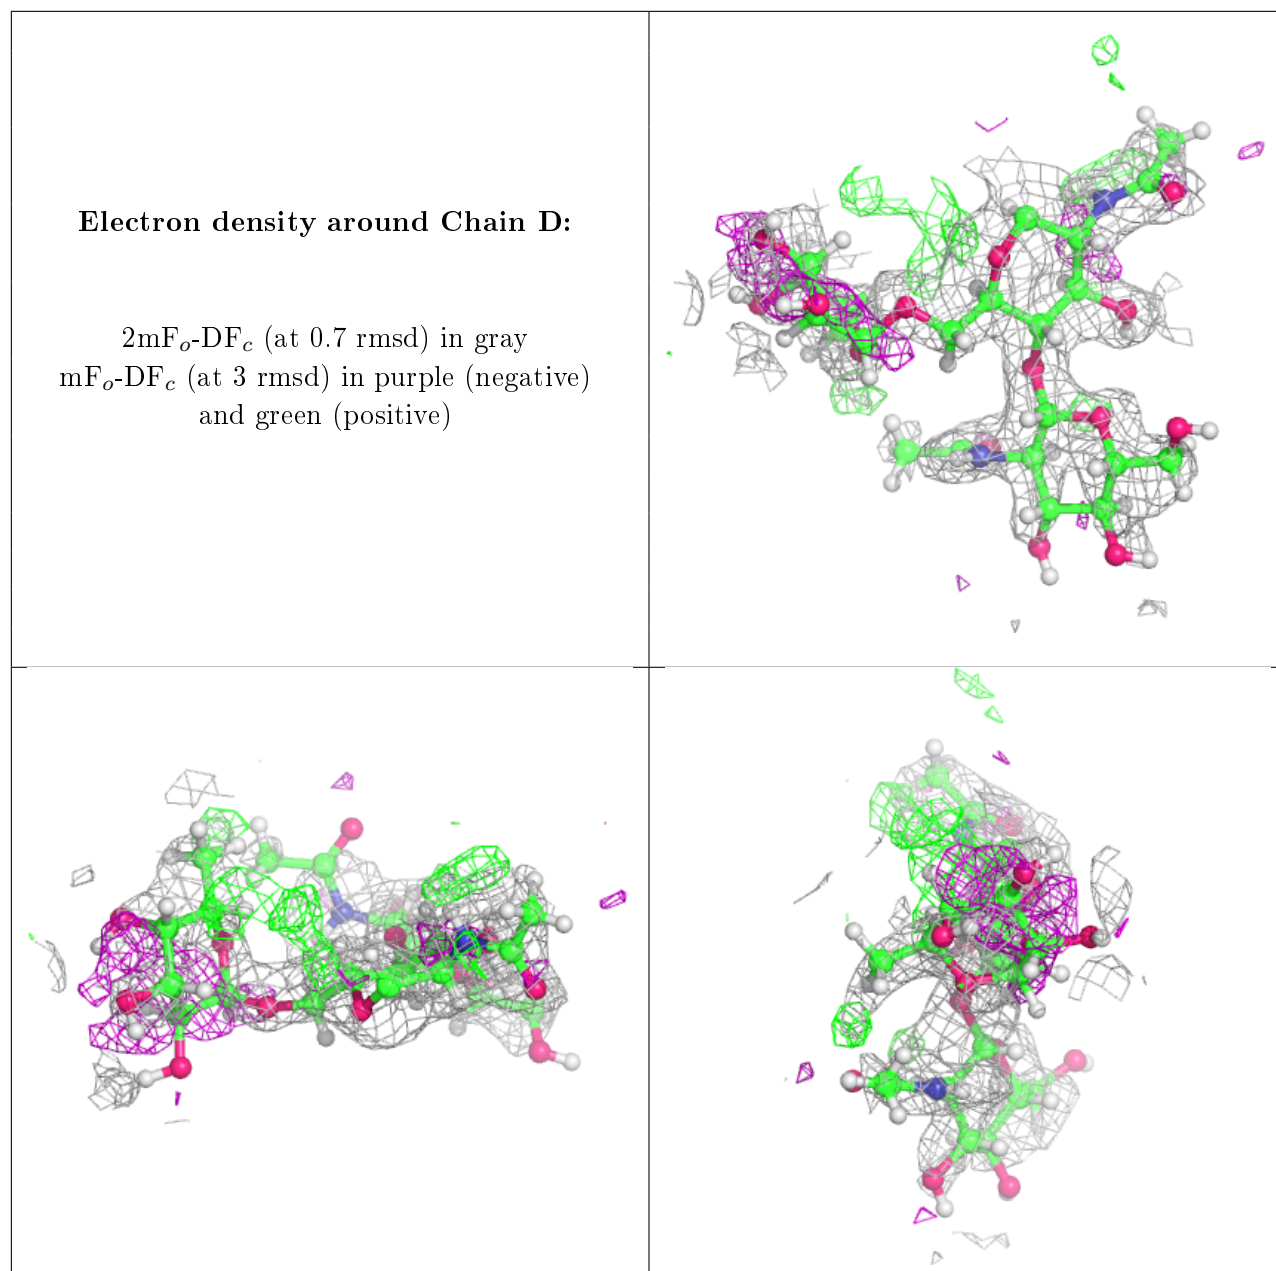 Electron density around Chain D:
2mFₒ-DF𝒸 (at 0.7 rmsd) in gray
mFₒ-DF𝒸 (at 3 rmsd) in purple (negative)
and green (positive)